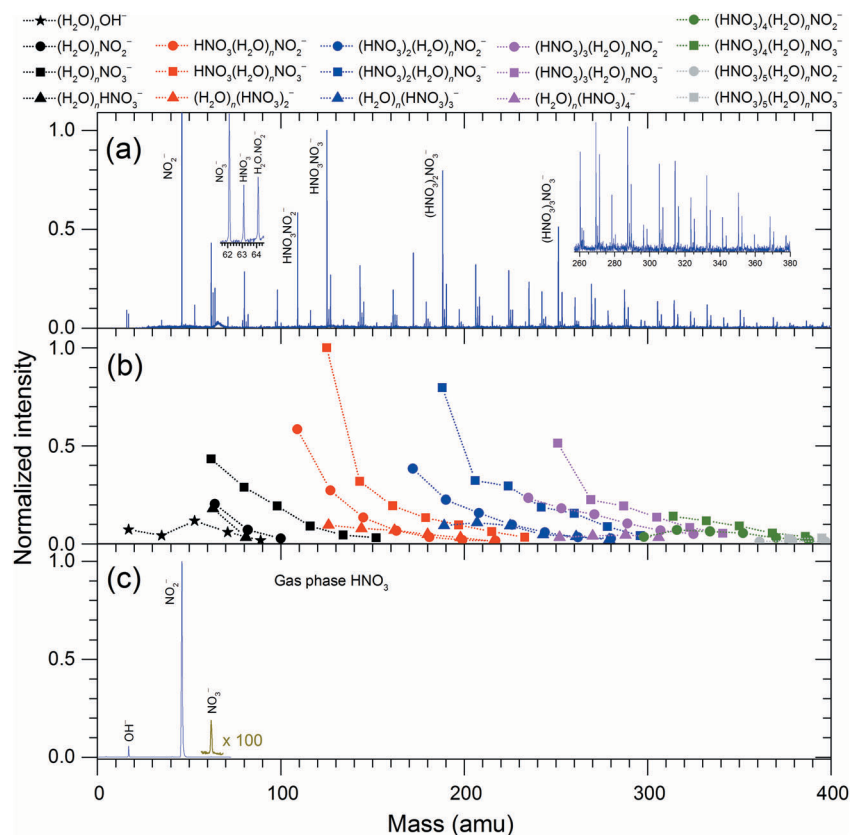 (H₂O)ₙOH⁻ (HNO₃)₄(H₂O)ₙNO₂⁻
(H₂O)ₙNO₂⁻ HNO₃(H₂O)ₙNO₂⁻ (HNO₃)₂(H₂O)ₙNO₂⁻ (HNO₃)₃(H₂O)ₙNO₂⁻ (HNO₃)₄(H₂O)ₙNO₃⁻
(H₂O)ₙNO₃⁻ HNO₃(H₂O)ₙNO₃⁻ (HNO₃)₂(H₂O)ₙNO₃⁻ (HNO₃)₃(H₂O)ₙNO₃⁻ (HNO₃)₅(H₂O)ₙNO₂⁻
(H₂O)ₙHNO₃⁻ (H₂O)ₙ(HNO₃)₂⁻ (H₂O)ₙ(HNO₃)₃⁻ (H₂O)ₙ(HNO₃)₄⁻ (HNO₃)₅(H₂O)ₙNO₃⁻
Normalized intensity
1.0
0.5
0.0
(a)
NO₂⁻
NO₃⁻
HNO₃⁻
H₂O.NO₂⁻
62 63 64
HNO₃NO₂⁻
HNO₃NO₃⁻
(HNO₃)₂NO₃⁻
(HNO₃)₃NO₃⁻
260 280 300 320 340 360 380
1.0
0.5
0.0
(b)
1.0
0.5
0.0
(c)
Gas phase HNO₃
OH⁻
NO₂⁻
NO₃⁻
x 100
0 100 200 300 400
Mass (amu)